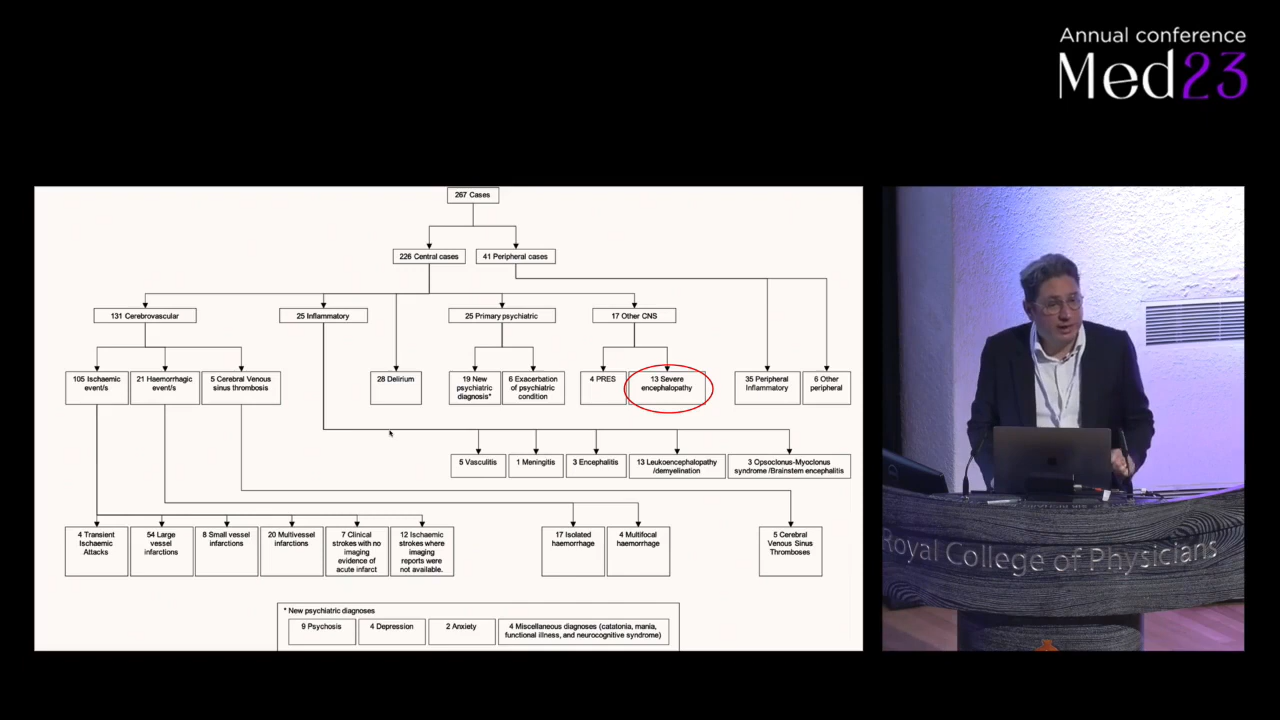 Annual conference
Med23
267 Cases
226 Central cases
41 Peripheral cases
131 Cerebrovascular
25 Inflammatory
25 Primary psychiatric
17 Other CNS
105 Ischaemic
event/s
21 Haemorrhagic
event/s
5 Cerebral Venous
sinus thrombosis
28 Delirium
19 New
psychiatric
diagnosis*
6 Exacerbation
of psychiatric
condition
4 PRES
13 Severe
encephalopathy
35 Peripheral
Inflammatory
6 Other
peripheral
5 Vasculitis
1 Meningitis
3 Encephalitis
13 Leukoencephalopathy
/demyelination
3 Opsoclonus-Myoclonus
syndrome /Brainstem encephalitis
4 Transient
Ischaemic
Attacks
54 Large
vessel
infarctions
8 Small vessel
infarctions
20 Multivessel
infarctions
7 Clinical
strokes with no
imaging
evidence of
acute infarct
12 Ischaemic
strokes where
imaging
reports were
not available.
17 Isolated
haemorrhage
4 Multifocal
haemorrhage
5 Cerebral
Venous Sinus
Thromboses
* New psychiatric diagnoses
9 Psychosis
4 Depression
2 Anxiety
4 Miscellaneous diagnoses (catatonia, mania,
functional illness, and neurocognitive syndrome)
Royal College of Physicians